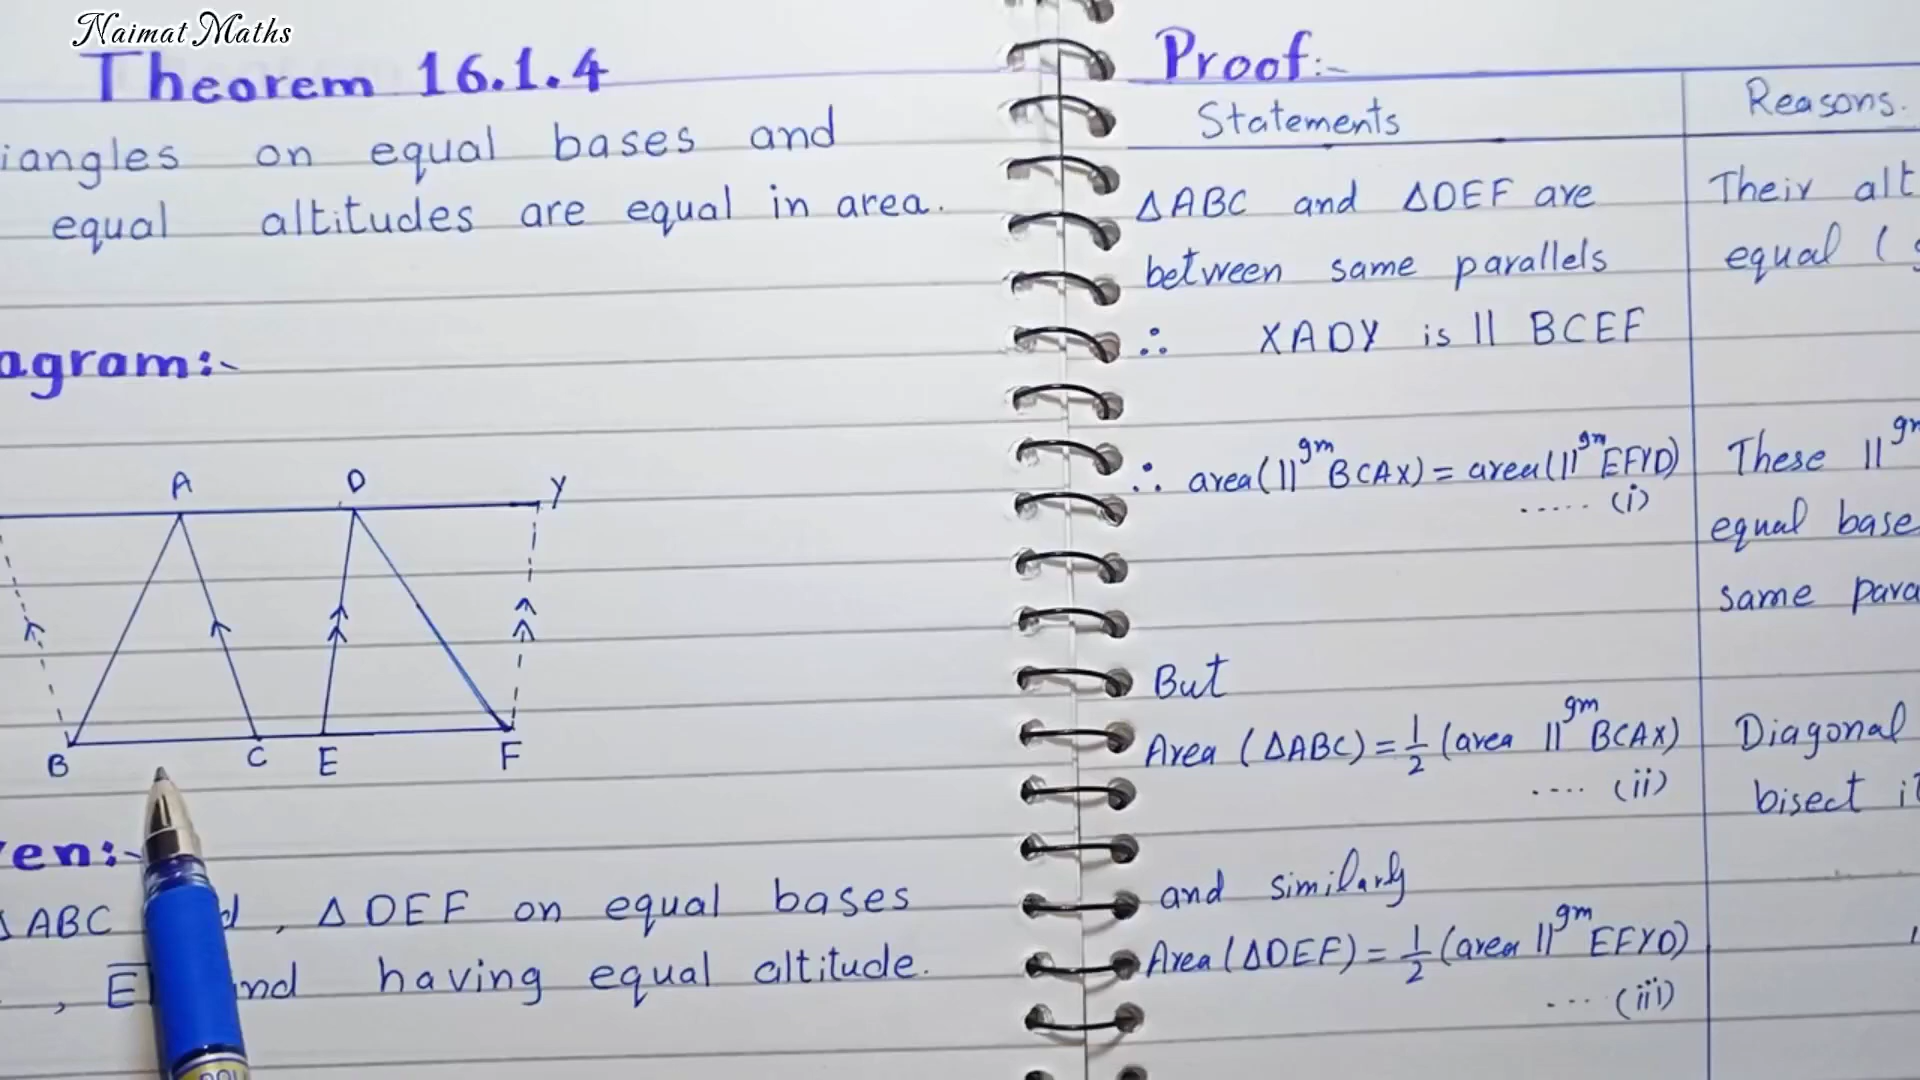 Naimat Maths
Theorem 16.1.4
iangles on equal bases and
equal altitudes are equal in area.
agram:-
A D Y
B C E F
en:-
ΔABC , ΔDEF on equal bases
, having equal altitude.
Proof:-
Statements
Reasons.
ΔABC and ΔDEF are
Their alt
between same parallels
equal (
∴ XADY is || BCEF
∴ area(||gm BCAX) = area(||gm EFYD)
..... (i)
These ||g
equal base
same para
But
Area (ΔABC) = 1/2 (area ||gm BCAX)
.... (ii)
Diagonal
bisect it
and similarly
Area (ΔDEF) = 1/2 (area ||gm EFYD)
.... (iii)